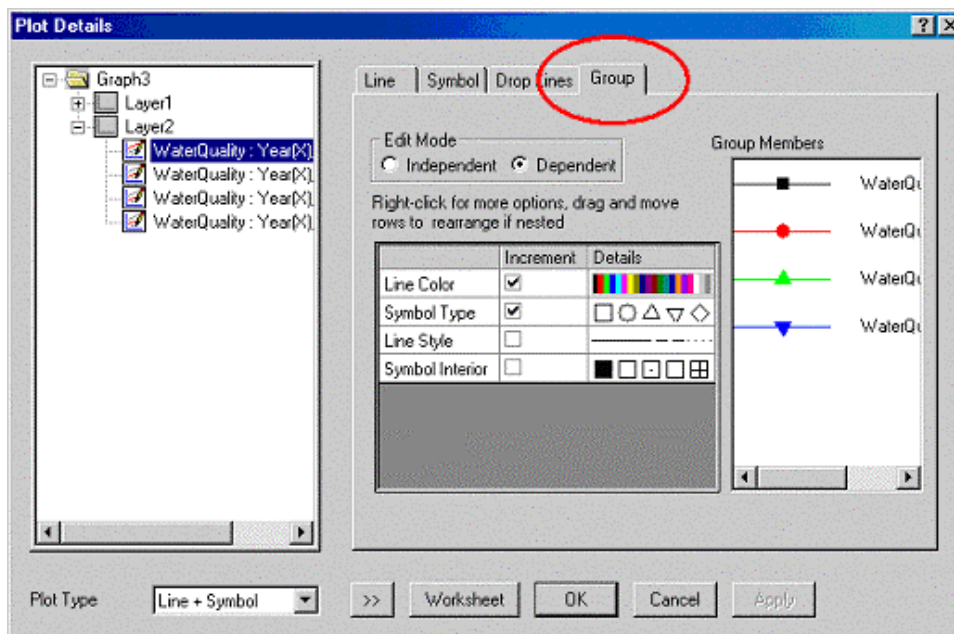 Plot Details
Graph3
Layer1
Layer2
WaterQuality : Year(X),
WaterQuality : Year(X),
WaterQuality : Year(X),
WaterQuality : Year(X),
Line
Symbol
Drop Lines
Group
Edit Mode
Independent
Dependent
Right-click for more options, drag and move
rows to rearrange if nested
Increment Details
Line Color
Symbol Type
Line Style
Symbol Interior
Group Members
WaterQu
WaterQu
WaterQu
WaterQu
Plot Type
Line + Symbol
>>
Worksheet
OK
Cancel
Apply